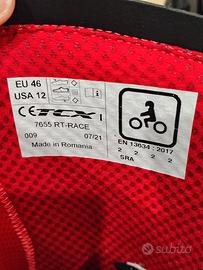 EU 46
USA 12
CE TCX I
7655 RT-RACE
009 07/21
Made in Romania
EN 13634 : 2017
2 2 2 2
SRA
subito